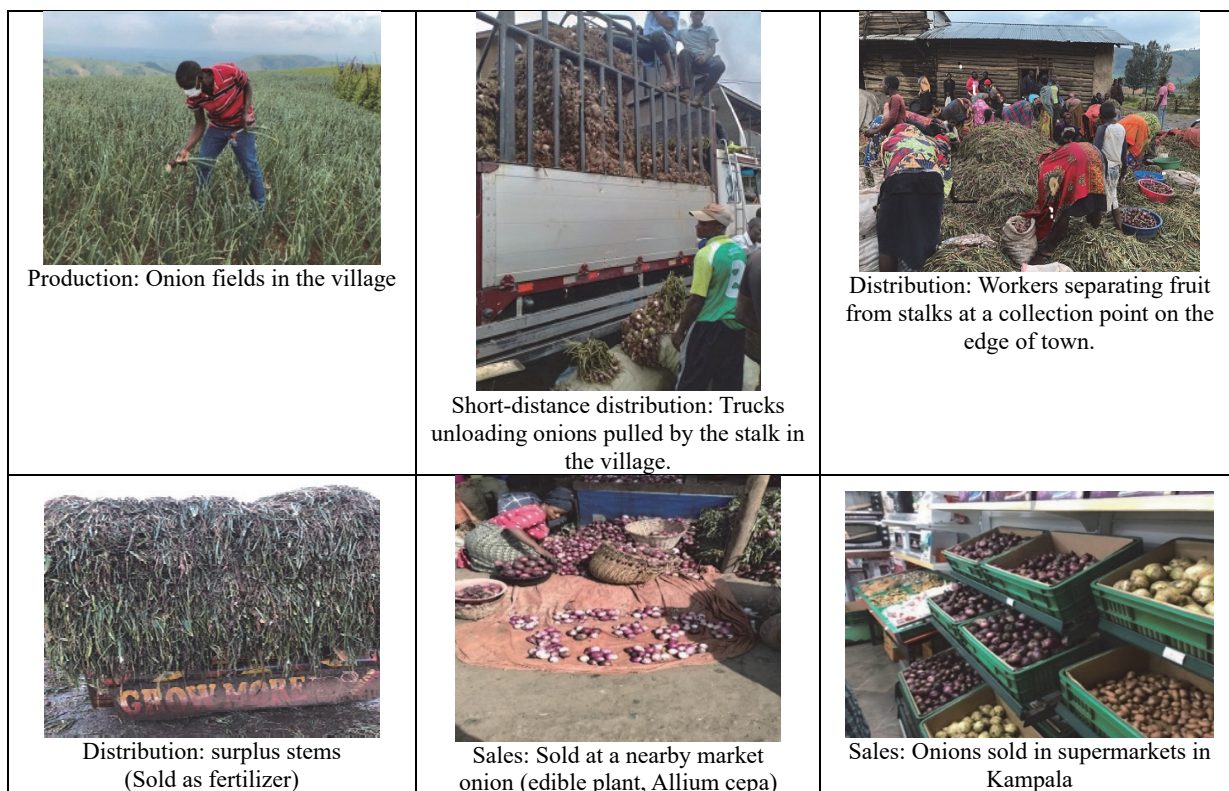 Production: Onion fields in the village
Short-distance distribution: Trucks
unloading onions pulled by the stalk in
the village.
Distribution: Workers separating fruit
from stalks at a collection point on the
edge of town.
GROW MORE
Distribution: surplus stems
(Sold as fertilizer)
Sales: Sold at a nearby market
onion (edible plant, Allium cepa)
Sales: Onions sold in supermarkets in
Kampala